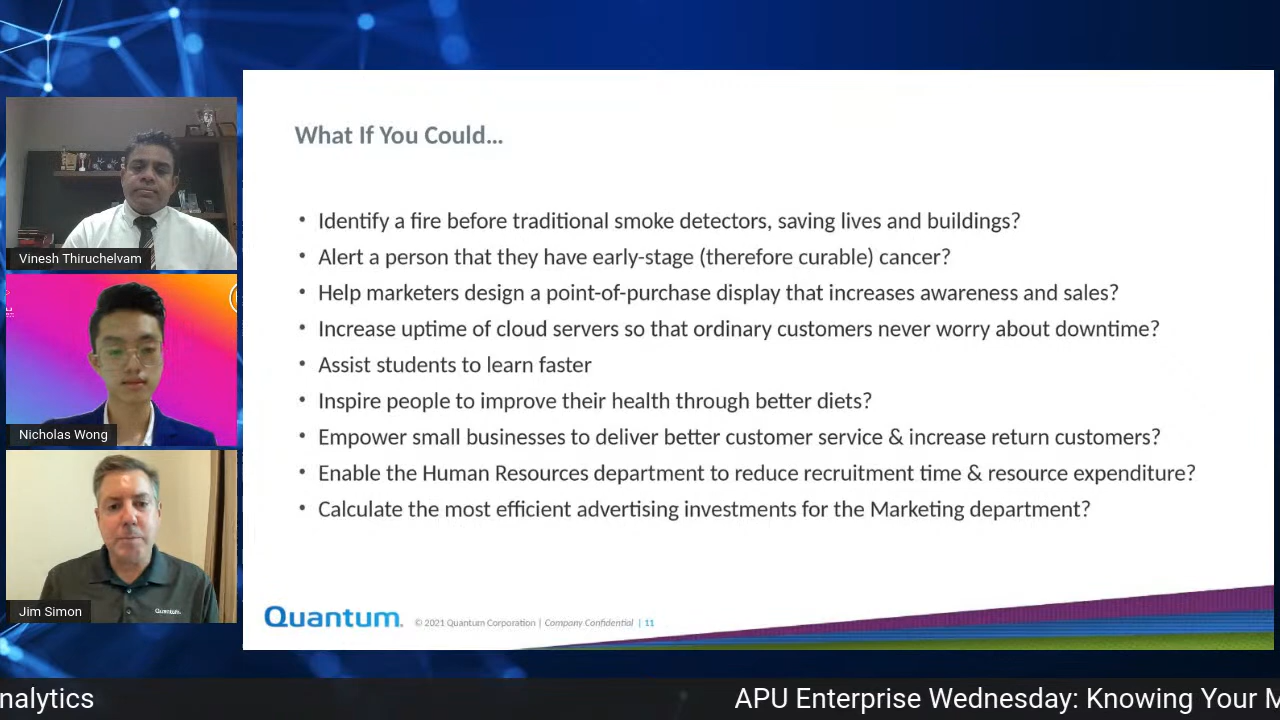 What If You Could...
• Identify a fire before traditional smoke detectors, saving lives and buildings?
• Alert a person that they have early-stage (therefore curable) cancer?
• Help marketers design a point-of-purchase display that increases awareness and sales?
• Increase uptime of cloud servers so that ordinary customers never worry about downtime?
• Assist students to learn faster
• Inspire people to improve their health through better diets?
• Empower small businesses to deliver better customer service & increase return customers?
• Enable the Human Resources department to reduce recruitment time & resource expenditure?
• Calculate the most efficient advertising investments for the Marketing department?
Quantum. © 2021 Quantum Corporation | Company Confidential | 11
Vinesh Thiruchelvam
Nicholas Wong
Quantum.
Jim Simon
nalytics APU Enterprise Wednesday: Knowing Your M